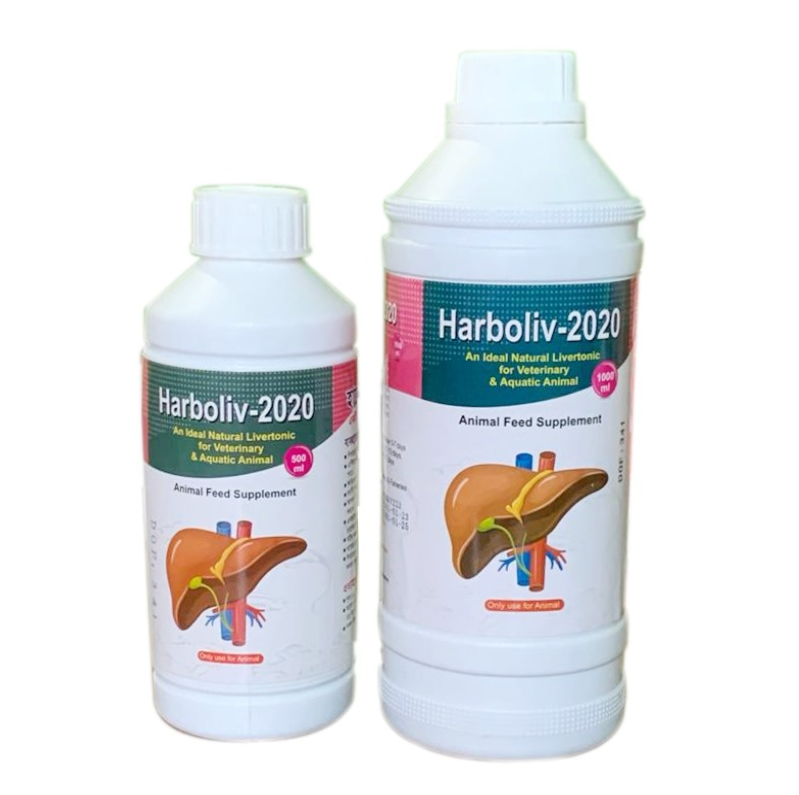 Harboliv-2020
An Ideal Natural Livertonic
for Veterinary
& Aquatic Animal
500
ml
Animal Feed Supplement
Only use for Animal
Harboliv-2020
An Ideal Natural Livertonic
for Veterinary
& Aquatic Animal
1000
ml
Animal Feed Supplement
Only use for Animal